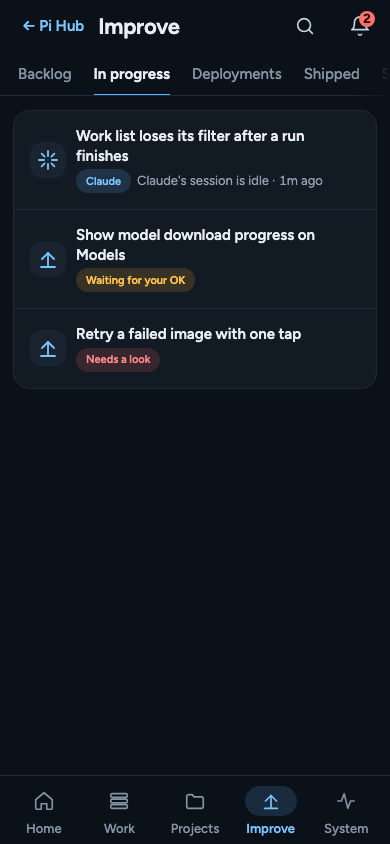 ← Pi Hub Improve 2
Backlog In progress Deployments Shipped
Work list loses its filter after a run
finishes
Claude Claude's session is idle · 1m ago
Show model download progress on
Models
Waiting for your OK
Retry a failed image with one tap
Needs a look
Home Work Projects Improve System